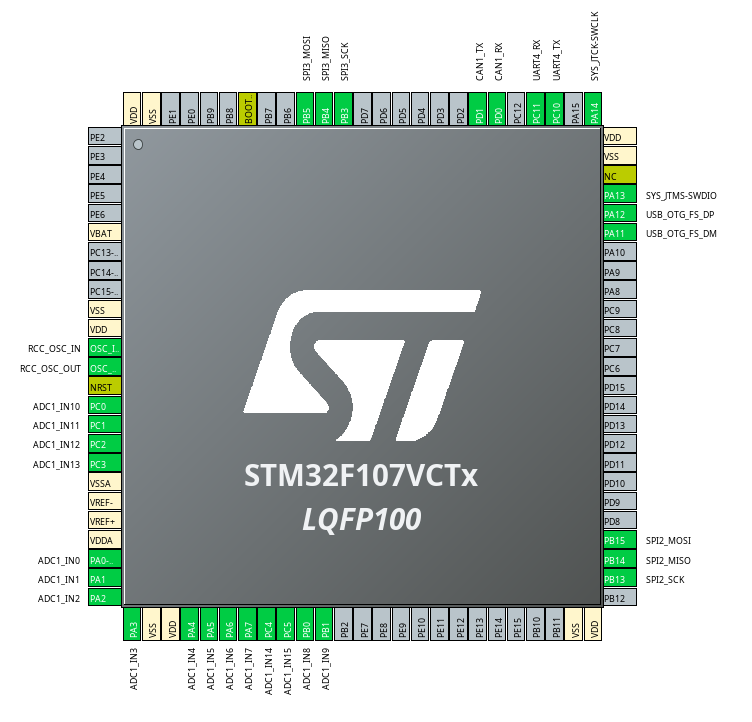 SPI3_MOSI
SPI3_MISO
SPI3_SCK
CAN1_TX
CAN1_RX
UART4_RX
UART4_TX
SYS_JTCK-SWCLK
VDD
VSS
PE1
PE0
PB9
PB8
BOOT..
PB7
PB6
PB5
PB4
PB3
PD7
PD6
PD5
PD4
PD3
PD2
PD1
PD0
PC12
PC11
PC10
PA15
PA14
PE2
PE3
PE4
PE5
PE6
VBAT
PC13-..
PC14-..
PC15-..
VSS
VDD
RCC_OSC_IN OSC_I..
RCC_OSC_OUT OSC_..
NRST
ADC1_IN10 PC0
ADC1_IN11 PC1
ADC1_IN12 PC2
ADC1_IN13 PC3
VSSA
VREF-
VREF+
VDDA
ADC1_IN0 PA0-..
ADC1_IN1 PA1
ADC1_IN2 PA2
STM32F107VCTx
LQFP100
VDD
VSS
NC
PA13 SYS_JTMS-SWDIO
PA12 USB_OTG_FS_DP
PA11 USB_OTG_FS_DM
PA10
PA9
PA8
PC9
PC8
PC7
PC6
PD15
PD14
PD13
PD12
PD11
PD10
PD9
PD8
PB15 SPI2_MOSI
PB14 SPI2_MISO
PB13 SPI2_SCK
PB12
PA3
VSS
VDD
PA4
PA5
PA6
PA7
PC4
PC5
PB0
PB1
PB2
PE7
PE8
PE9
PE10
PE11
PE12
PE13
PE14
PE15
PB10
PB11
VSS
VDD
ADC1_IN3
ADC1_IN4
ADC1_IN5
ADC1_IN6
ADC1_IN7
ADC1_IN14
ADC1_IN15
ADC1_IN8
ADC1_IN9